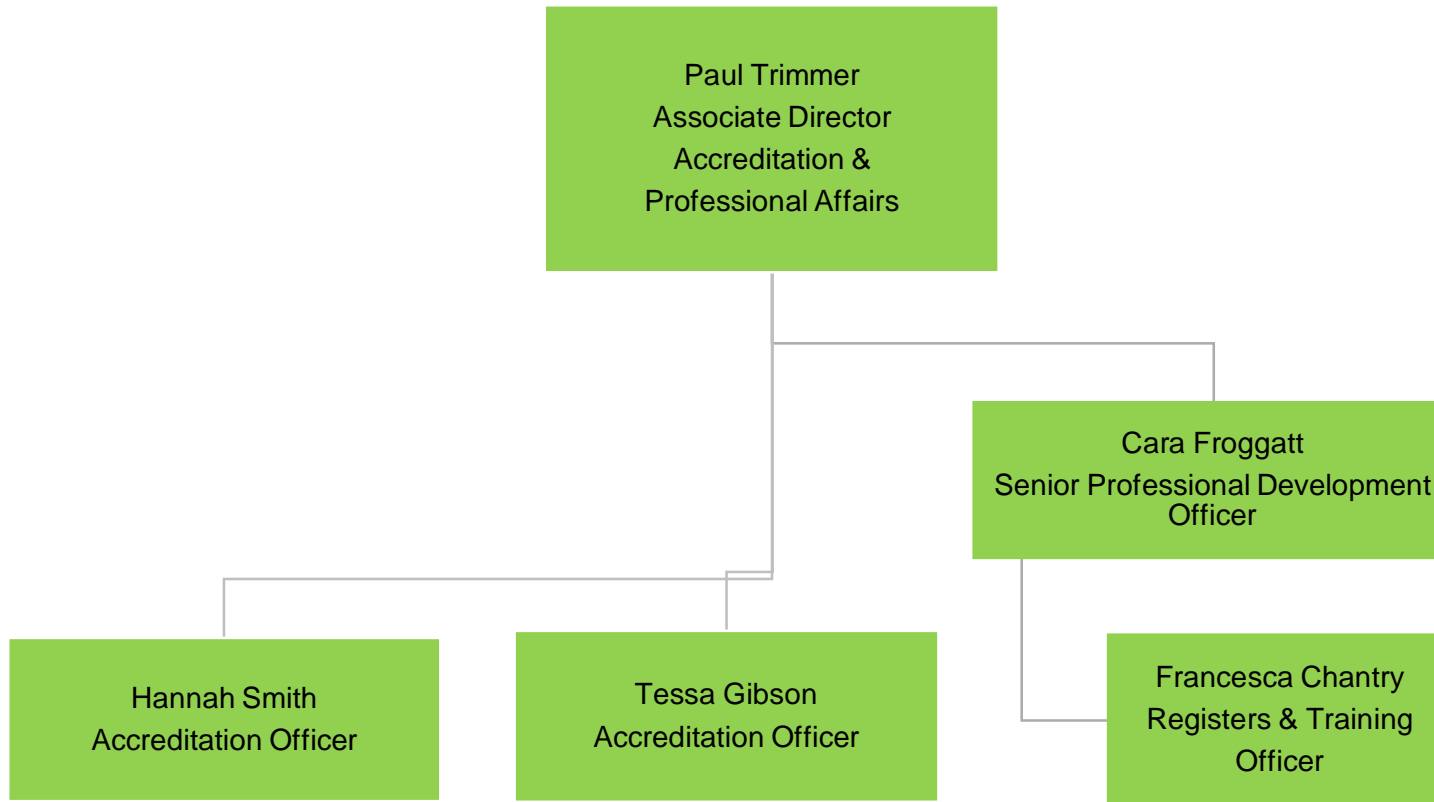 Paul Trimmer
Associate Director
Accreditation &
Professional Affairs
Cara Froggatt
Senior Professional Development
Officer
Hannah Smith
Accreditation Officer
Tessa Gibson
Accreditation Officer
Francesca Chantry
Registers & Training
Officer